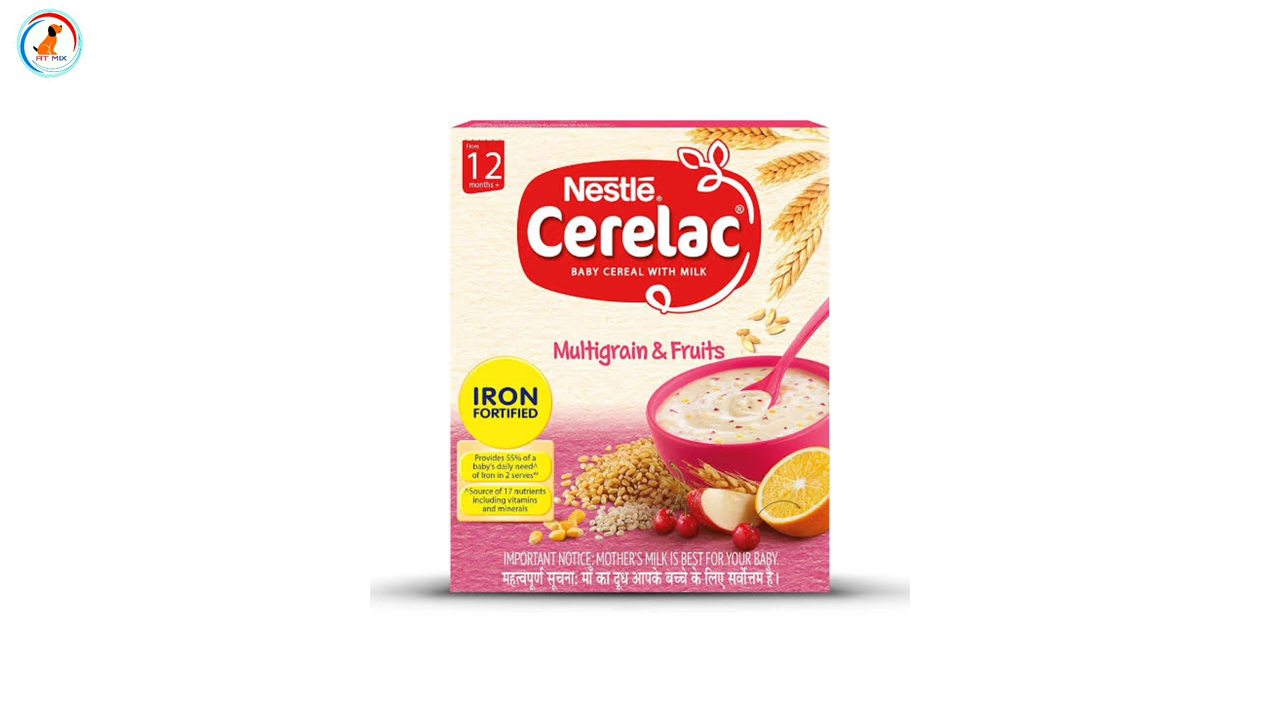 AT MIX
From
12
months +
Nestlé®
Cerelac®
BABY CEREAL WITH MILK
Multigrain & Fruits
IRON
FORTIFIED
Provides 55% of a
baby's daily need^
of Iron in 2 serves**
^Source of 17 nutrients
including vitamins
and minerals
IMPORTANT NOTICE: MOTHER'S MILK IS BEST FOR YOUR BABY.
महत्वपूर्ण सूचना: माँ का दूध आपके बच्चे के लिए सर्वोत्तम है।